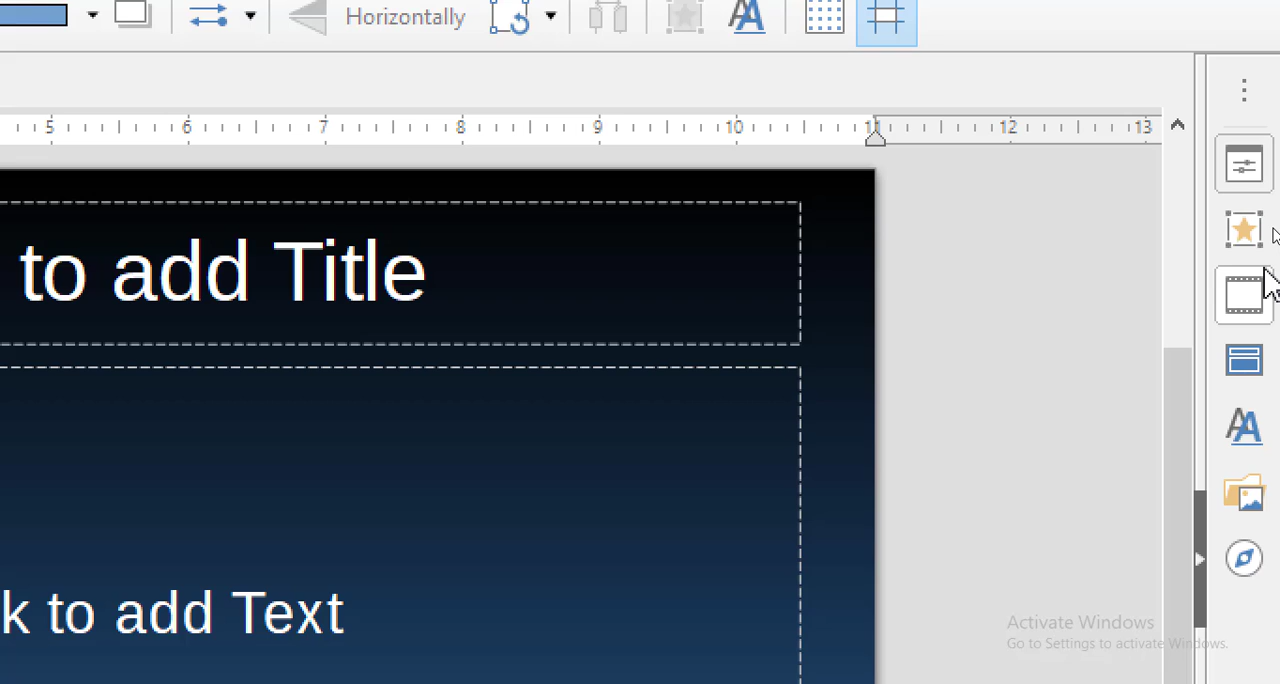 Horizontally
5 6 7 8 9 10 11 12 13
to add Title
k to add Text
Activate Windows
Go to Settings to activate Windows.